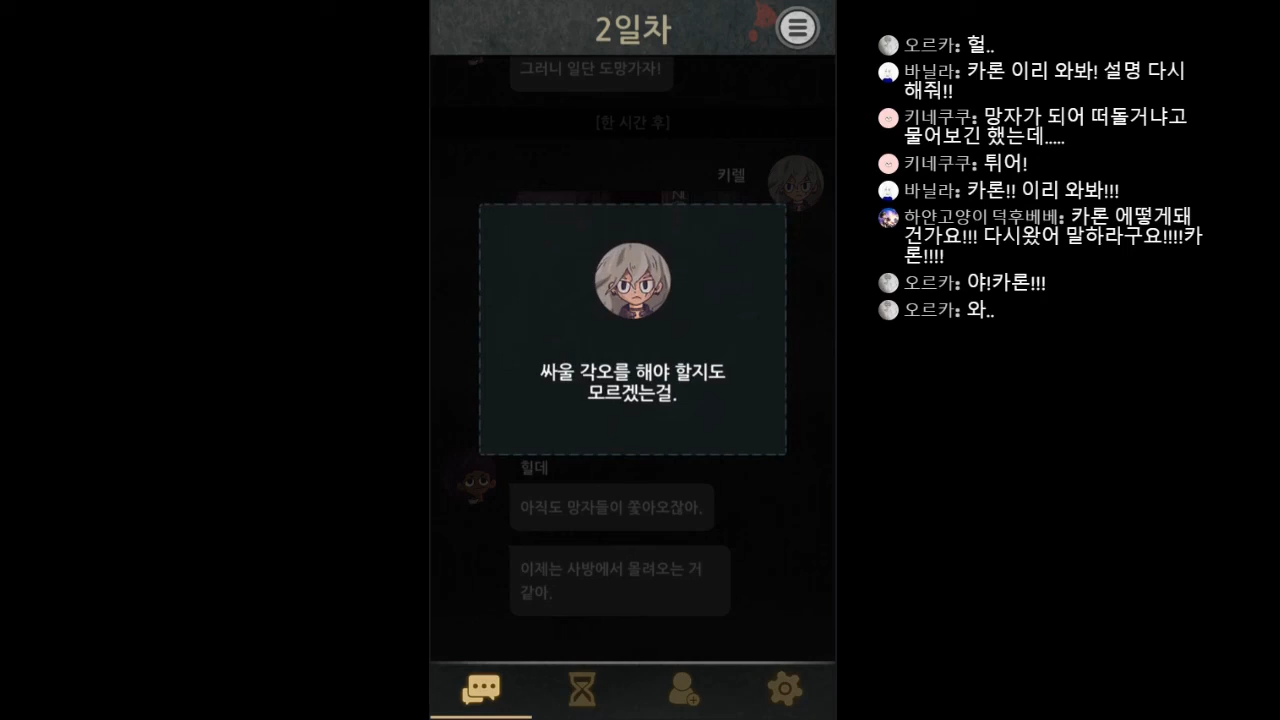 2일차
그러니 일단 도망가자!
[한 시간 후]
키렐
싸울 각오를 해야 할지도
모르겠는걸.
힐데
아직도 망자들이 쫓아오잖아.
이제는 사방에서 몰려오는 거
같아.
오르카: 헐..
바닐라: 카론 이리 와봐! 설명 다시
해줘!!
키네쿠쿠: 망자가 되어 떠돌거냐고
물어보긴 했는데.....
키네쿠쿠: 튀어!
바닐라: 카론!! 이리 와봐!!!
하얀고양이 덕후베베: 카론 에떻게돼
건가요!!! 다시왔어 말하라구요!!!!카
론!!!!
오르카: 야!카론!!!
오르카: 와..